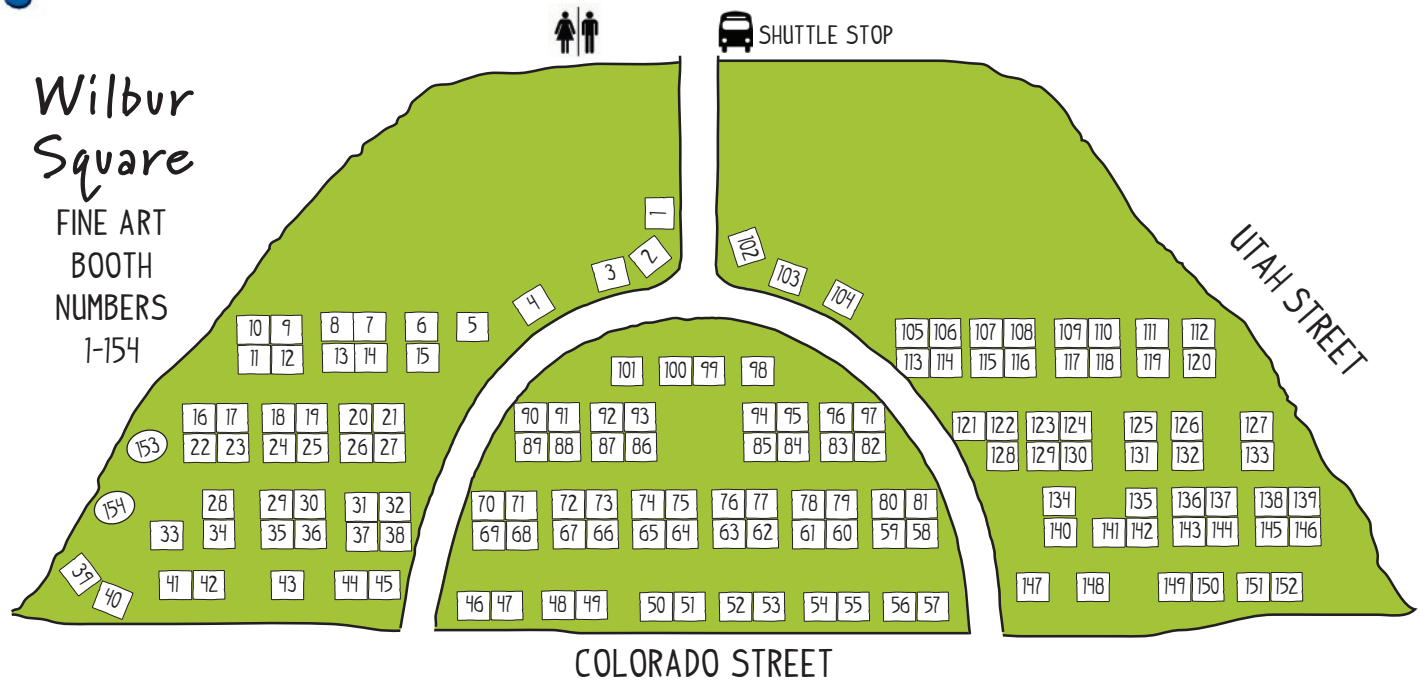 SHUTTLE STOP
Wilbur
Square
FINE ART
BOOTH
NUMBERS
1-154
UTAH STREET
1
2
3
4
102
103
104
10 9 8 7 6 5
11 12 13 14 15
105 106 107 108 109 110 111 112
113 114 115 116 117 118 119 120
101 100 99 98
16 17 18 19 20 21
22 23 24 25 26 27
153
90 91 92 93 94 95 96 97
89 88 87 86 85 84 83 82
121 122 123 124 125 126 127
128 129 130 131 132 133
154
28 29 30 31 32
33 34 35 36 37 38
70 71 72 73 74 75 76 77 78 79 80 81
69 68 67 66 65 64 63 62 61 60 59 58
134 135 136 137 138 139
140 141 142 143 144 145 146
39
40
41 42 43 44 45
46 47 48 49 50 51 52 53 54 55 56 57
147 148 149 150 151 152
COLORADO STREET